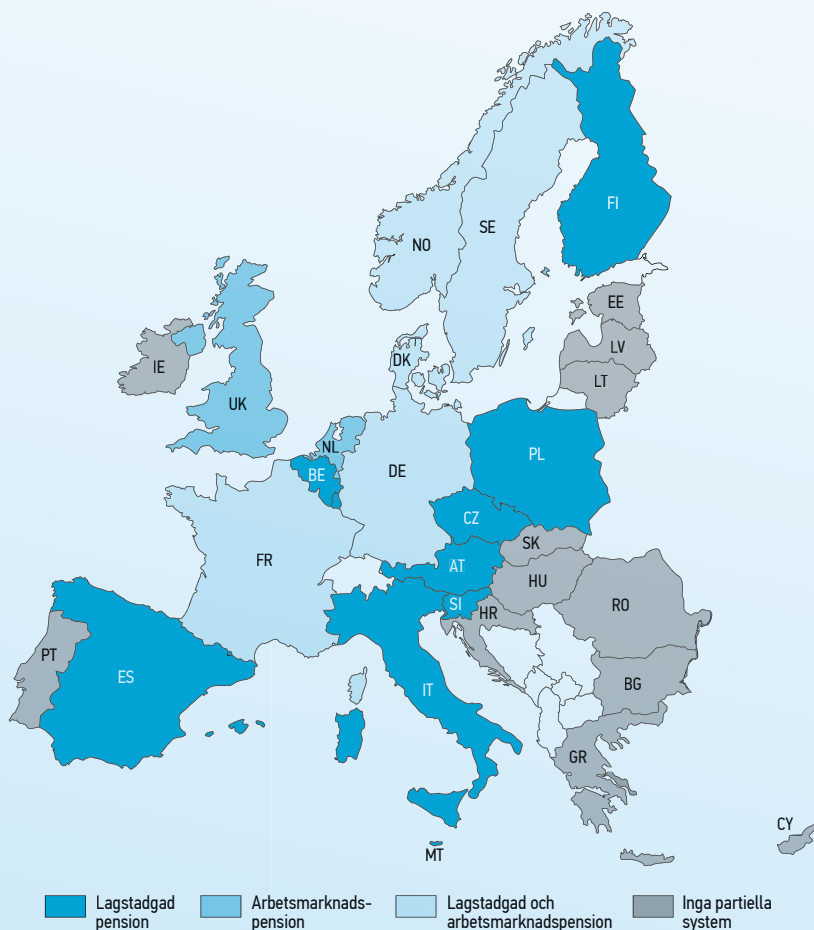 FI
SE
NO
EE
LV
LT
DK
IE
UK
NL
BE
DE
PL
CZ
SK
AT
HU
FR
SI
HR
RO
PT
ES
IT
BG
GR
CY
MT
Lagstadgad
pension
Arbetsmarknads-
pension
Lagstadgad och
arbetsmarknadspension
Inga partiella
system